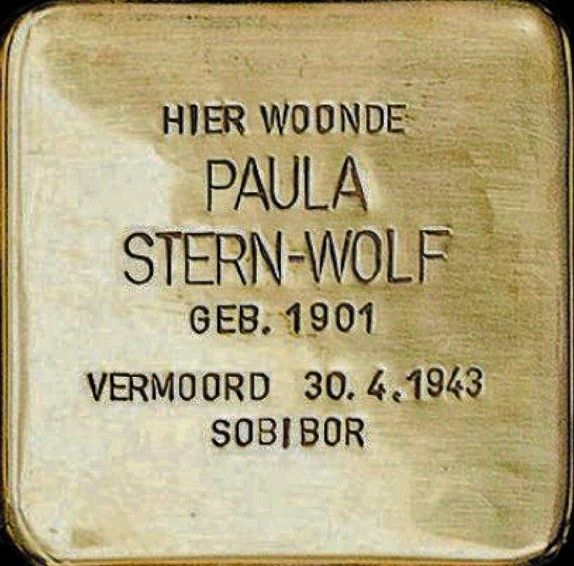 HIER WOONDE
PAULA
STERN-WOLF
GEB. 1901
VERMOORD 30.4.1943
SOBIBOR